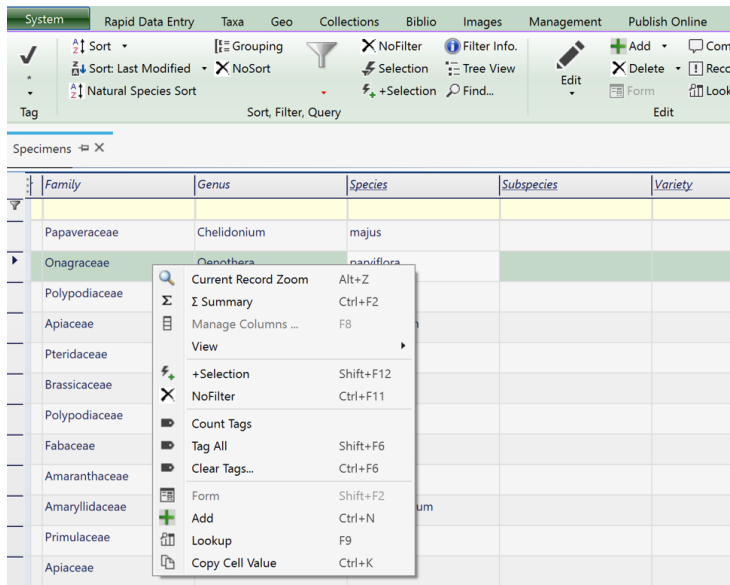 System Rapid Data Entry Taxa Geo Collections Biblio Images Management Publish Online
Sort Grouping NoFilter Filter Info. Add Com
Sort: Last Modified NoSort Selection Tree View Edit Delete Reco
* Natural Species Sort +Selection Find... Form Look
Tag Sort, Filter, Query Edit
Specimens
Family Genus Species Subspecies Variety
Papaveraceae Chelidonium majus
Onagraceae Oenothera parviflora
Current Record Zoom Alt+Z
Polypodiaceae
Σ Summary Ctrl+F2
Apiaceae Manage Columns ... F8
View
Pteridaceae
+Selection Shift+F12
Brassicaceae
NoFilter Ctrl+F11
Polypodiaceae
Count Tags
Fabaceae Tag All Shift+F6
Clear Tags... Ctrl+F6
Amaranthaceae
Form Shift+F2
Amaryllidaceae um
Add Ctrl+N
Primulaceae Lookup F9
Apiaceae Copy Cell Value Ctrl+K